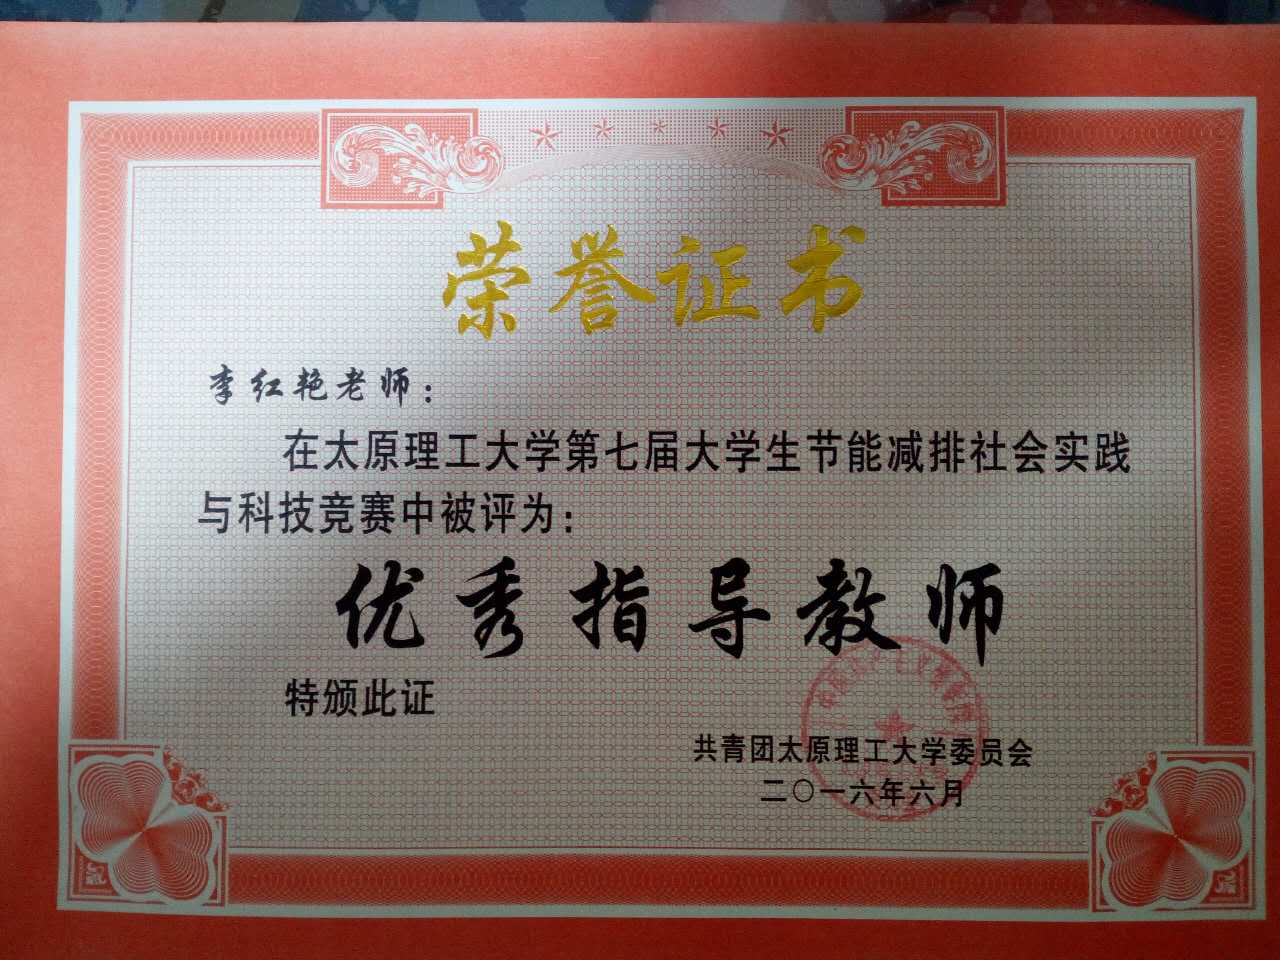 荣誉证书
李红艳老师：
在太原理工大学第七届大学生节能减排社会实践
与科技竞赛中被评为：
优秀指导教师
特颁此证
共青团太原理工大学委员会
二〇一六年六月